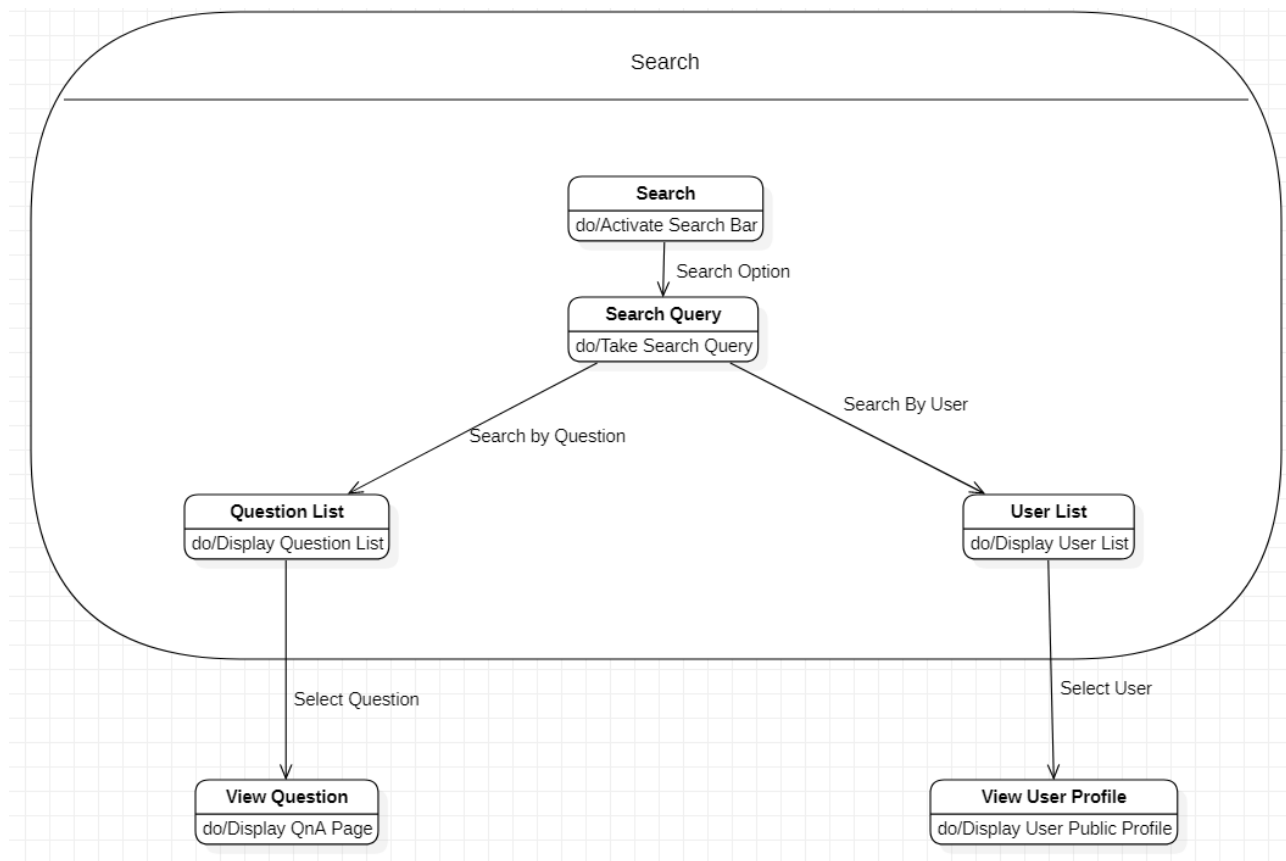 Search
Search
do/Activate Search Bar
Search Option
Search Query
do/Take Search Query
Search By User
Search by Question
Question List
do/Display Question List
User List
do/Display User List
Select Question
Select User
View Question
do/Display QnA Page
View User Profile
do/Display User Public Profile